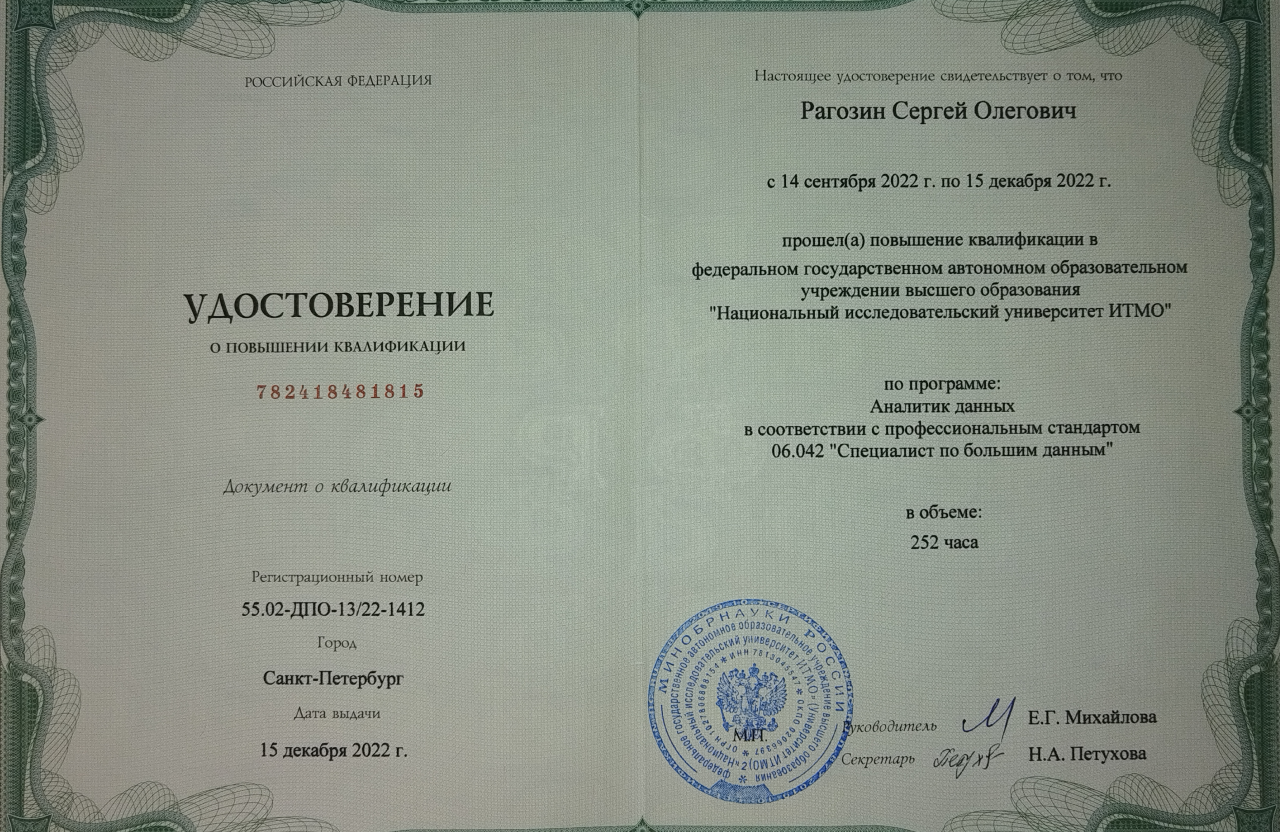 РОССИЙСКАЯ ФЕДЕРАЦИЯ
УДОСТОВЕРЕНИЕ
О ПОВЫШЕНИИ КВАЛИФИКАЦИИ
782418481815
Документ о квалификации
Регистрационный номер
55.02-ДПО-13/22-1412
Город
Санкт-Петербург
Дата выдачи
15 декабря 2022 г.
Настоящее удостоверение свидетельствует о том, что
Рагозин Сергей Олегович
с 14 сентября 2022 г. по 15 декабря 2022 г.
прошел(а) повышение квалификации в
федеральном государственном автономном образовательном
учреждении высшего образования
"Национальный исследовательский университет ИТМО"
по программе:
Аналитик данных
в соответствии с профессиональным стандартом
06.042 "Специалист по большим данным"
в объеме:
252 часа
МИНОБРНАУКИ РОССИИ
федеральное государственное автономное образовательное учреждение высшего образования
«Национальный исследовательский университет ИТМО» (Университет ИТМО)
М.П.
Руководитель
Е.Г. Михайлова
Секретарь
Н.А. Петухова